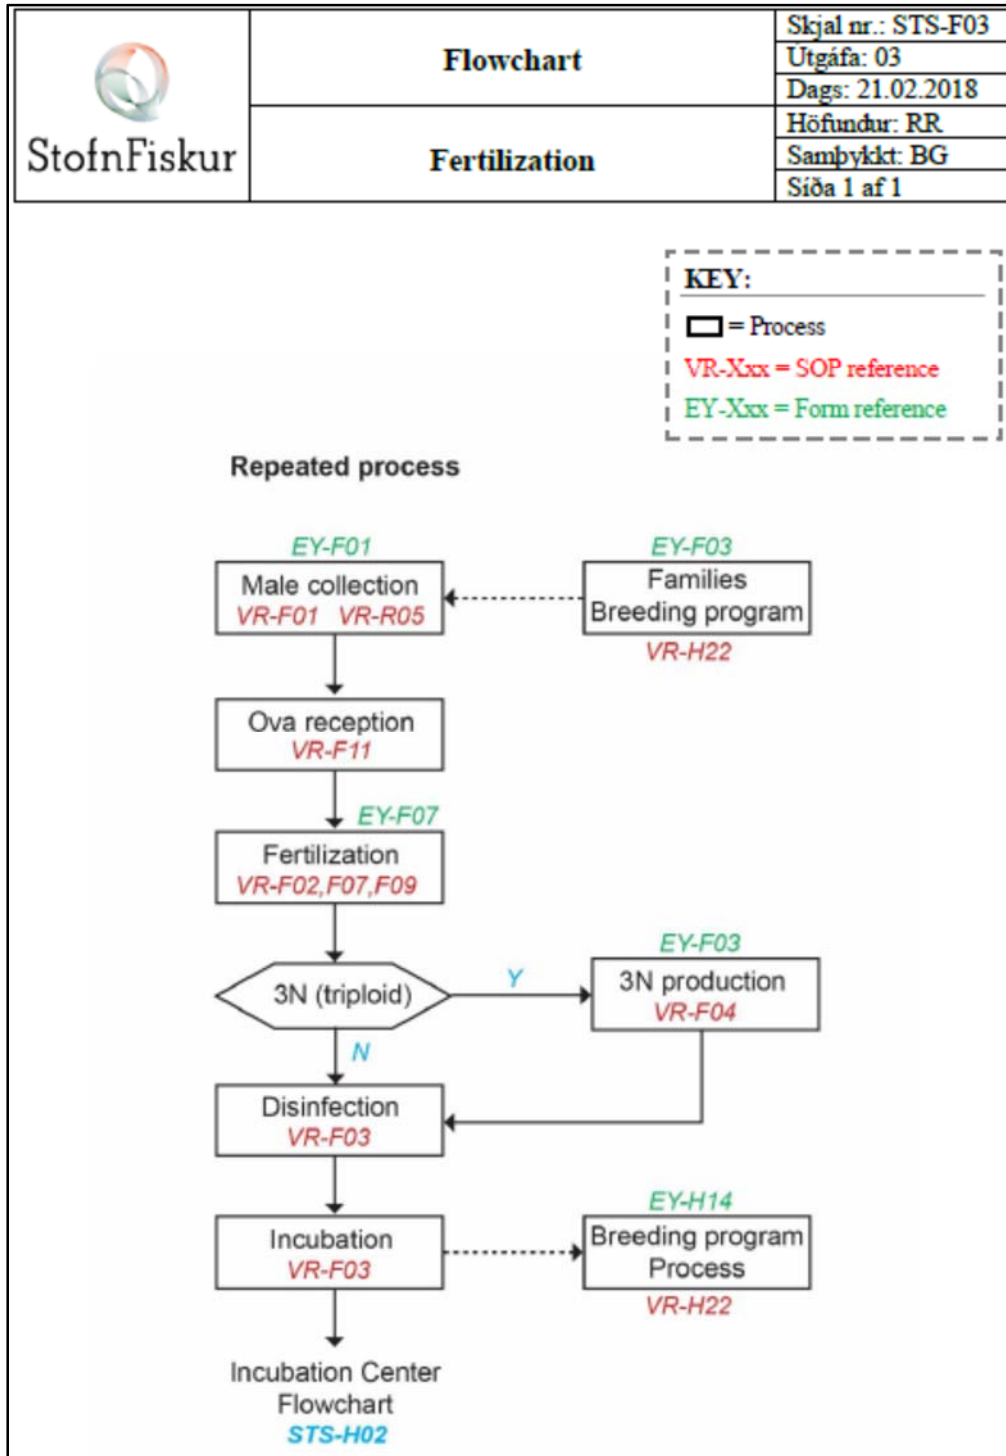 StofnFiskur
Flowchart
Fertilization
Skjal nr.: STS-F03
Útgáfa: 03
Dags: 21.02.2018
Höfundur: RR
Samþykkt: BG
Síða 1 af 1
KEY:
= Process
VR-Xxx = SOP reference
EY-Xxx = Form reference
Repeated process
EY-F01
Male collection
VR-F01 VR-R05
EY-F03
Families
Breeding program
VR-H22
Ova reception
VR-F11
EY-F07
Fertilization
VR-F02,F07,F09
3N (triploid)
Y
N
EY-F03
3N production
VR-F04
Disinfection
VR-F03
Incubation
VR-F03
EY-H14
Breeding program
Process
VR-H22
Incubation Center
Flowchart
STS-H02